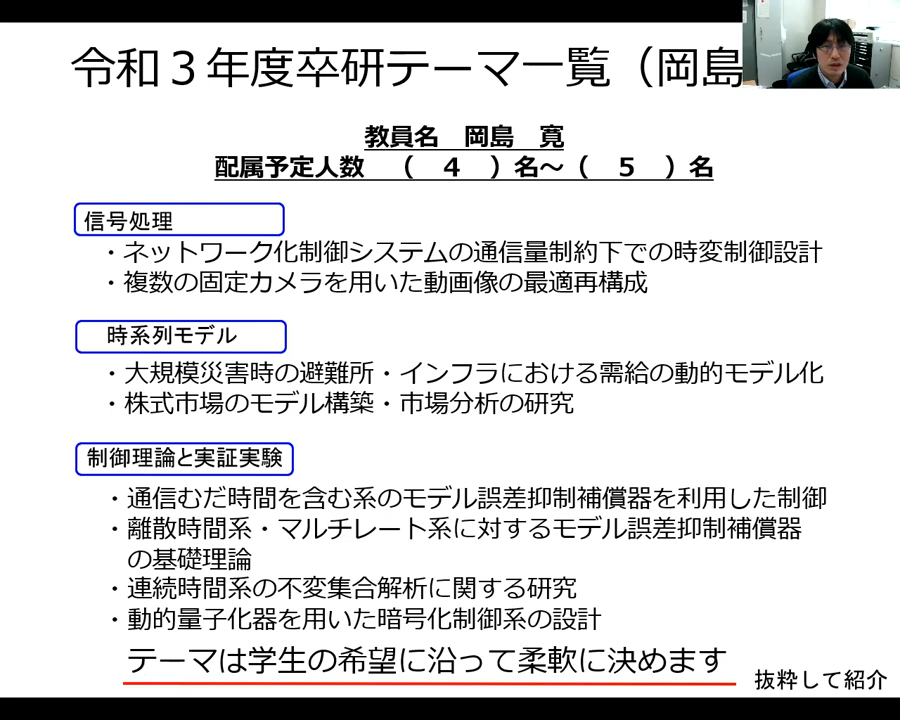 令和３年度卒研テーマ一覧（岡島
教員名　岡島　寛
配属予定人数　（　４　）名～（　５　）名
信号処理
・ネットワーク化制御システムの通信量制約下での時変制御設計
・複数の固定カメラを用いた動画像の最適再構成
時系列モデル
・大規模災害時の避難所・インフラにおける需給の動的モデル化
・株式市場のモデル構築・市場分析の研究
制御理論と実証実験
・通信むだ時間を含む系のモデル誤差抑制補償器を利用した制御
・離散時間系・マルチレート系に対するモデル誤差抑制補償器
の基礎理論
・連続時間系の不変集合解析に関する研究
・動的量子化器を用いた暗号化制御系の設計
テーマは学生の希望に沿って柔軟に決めます
抜粋して紹介